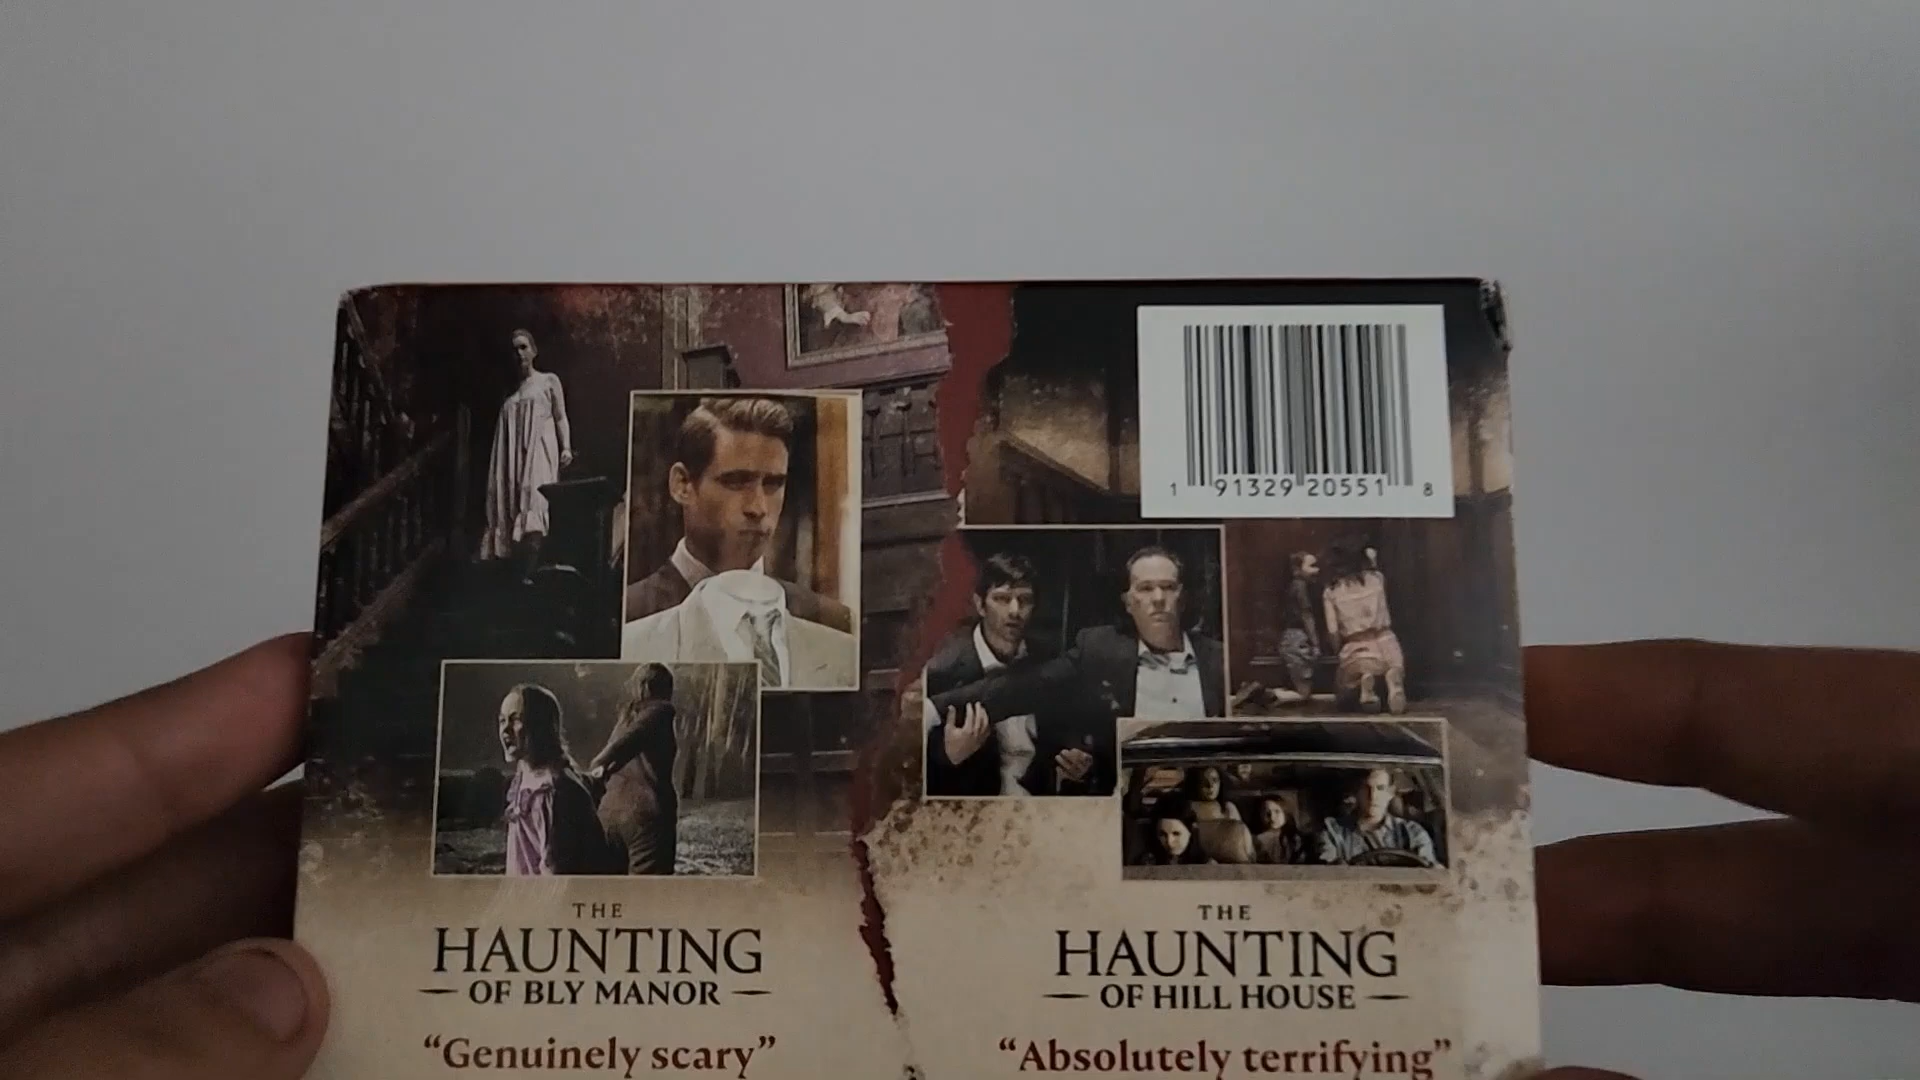 1 91329 20551 8
THE
HAUNTING
OF BLY MANOR
"Genuinely scary"
THE
HAUNTING
OF HILL HOUSE
"Absolutely terrifying"